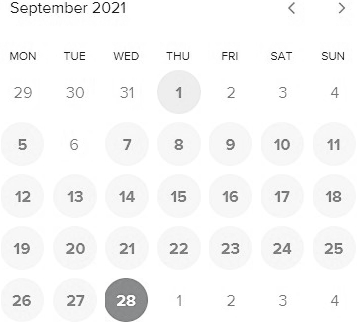 September 2021
MON TUE WED THU FRI SAT SUN
29 30 31 1 2 3 4
5 6 7 8 9 10 11
12 13 14 15 16 17 18
19 20 21 22 23 24 25
26 27 28 1 2 3 4